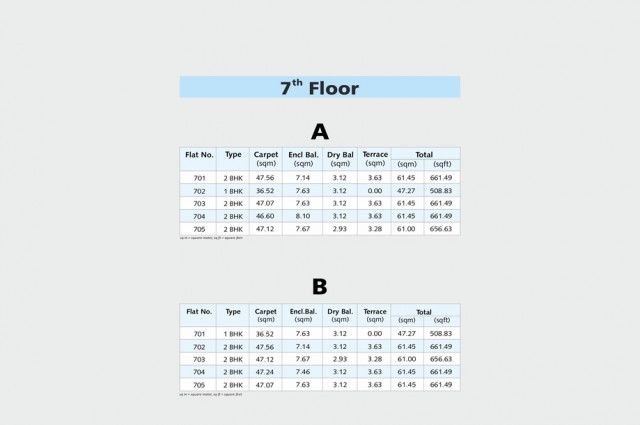 7th Floor
A
Flat No. Type Carpet (sqm) Encl Bal. (sqm) Dry Bal (sqm) Terrace (sqm) Total (sqm) (sqft)
701 2 BHK 47.56 7.14 3.12 3.63 61.45 661.49
702 1 BHK 36.52 7.63 3.12 0.00 47.27 508.83
703 2 BHK 47.07 7.63 3.12 3.63 61.45 661.49
704 2 BHK 46.60 8.10 3.12 3.63 61.45 661.49
705 2 BHK 47.12 7.67 2.93 3.28 61.00 656.63
sq m = square meter, sq ft = square feet
B
Flat No. Type Carpet (sqm) Encl.Bal. (sqm) Dry Bal. (sqm) Terrace (sqm) Total (sqm) (sqft)
701 1 BHK 36.52 7.63 3.12 0.00 47.27 508.83
702 2 BHK 47.56 7.14 3.12 3.63 61.45 661.49
703 2 BHK 47.12 7.67 2.93 3.28 61.00 656.63
704 2 BHK 47.24 7.46 3.12 3.63 61.45 661.49
705 2 BHK 47.07 7.63 3.12 3.63 61.45 661.49
sq m = square meter, sq ft = square feet